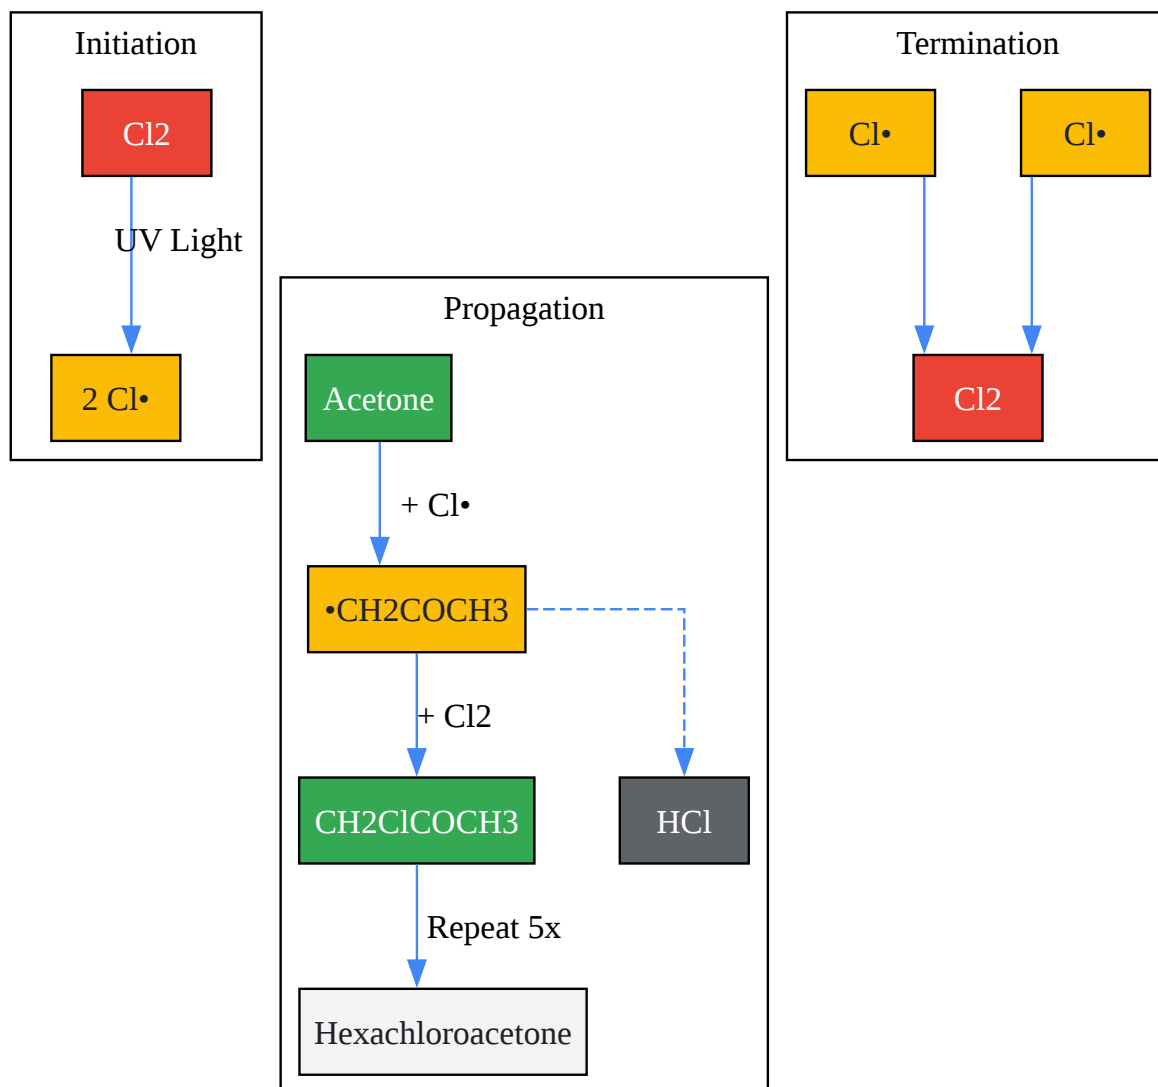 Initiation
Cl2
UV Light
2 Cl•
Propagation
Acetone
+ Cl•
•CH2COCH3
+ Cl2
CH2ClCOCH3
HCl
Repeat 5x
Hexachloroacetone
Termination
Cl•
Cl•
Cl2